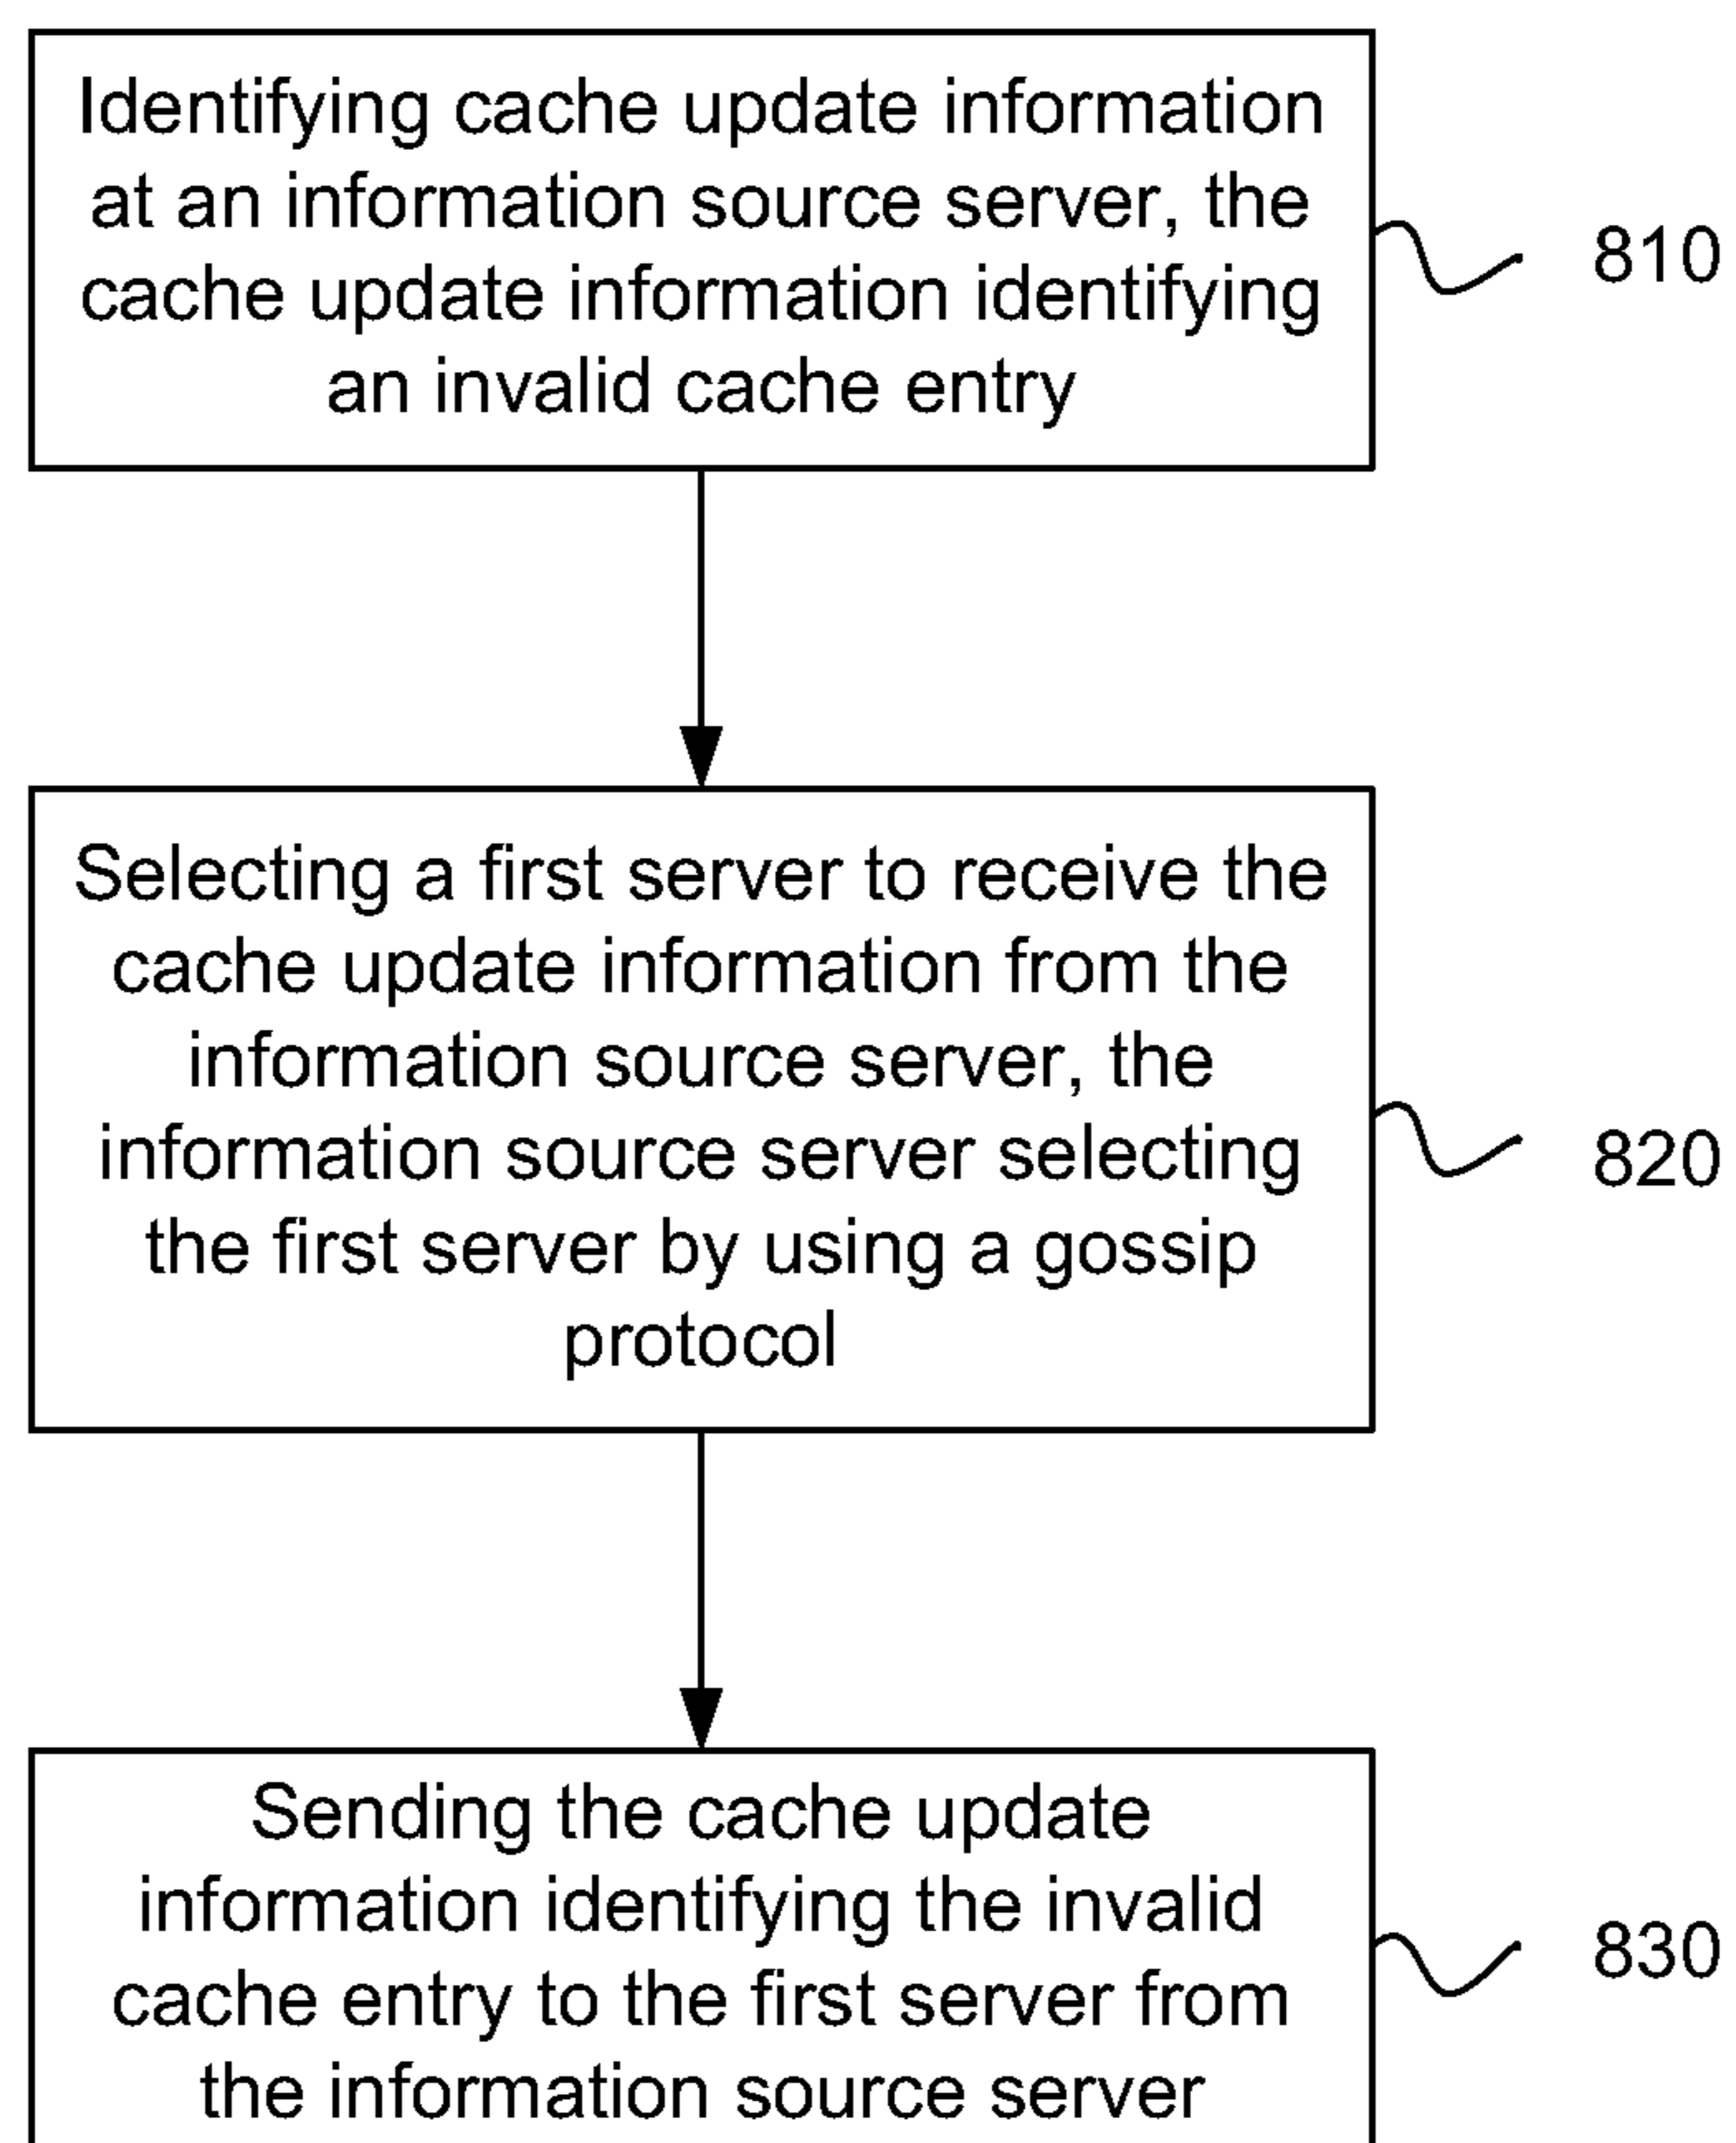 Identifying cache update information
at an information source server, the
cache update information identifying
an invalid cache entry
810
Selecting a first server to receive the
cache update information from the
information source server, the
information source server selecting
the first server by using a gossip
protocol
820
Sending the cache update
information identifying the invalid
cache entry to the first server from
the information source server
830